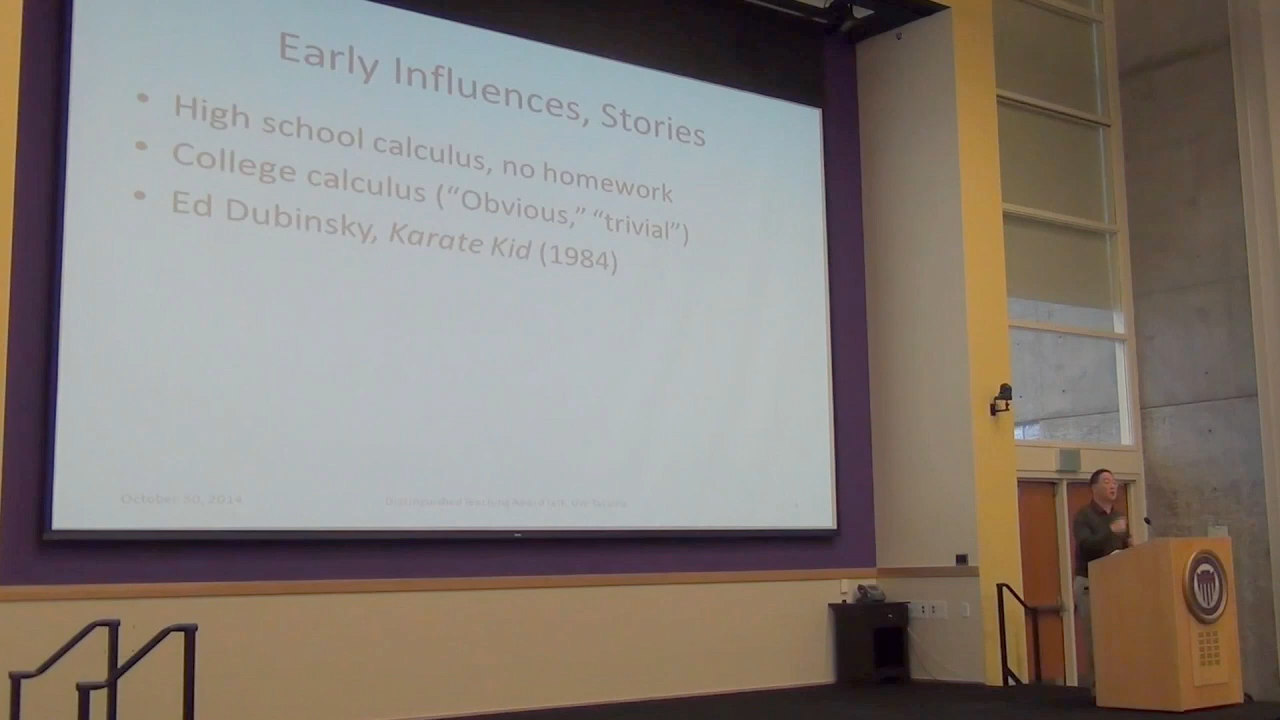 Early Influences, Stories
• High school calculus, no homework
• College calculus (“Obvious,” “trivial”)
• Ed Dubinsky, Karate Kid (1984)
October 30, 2014